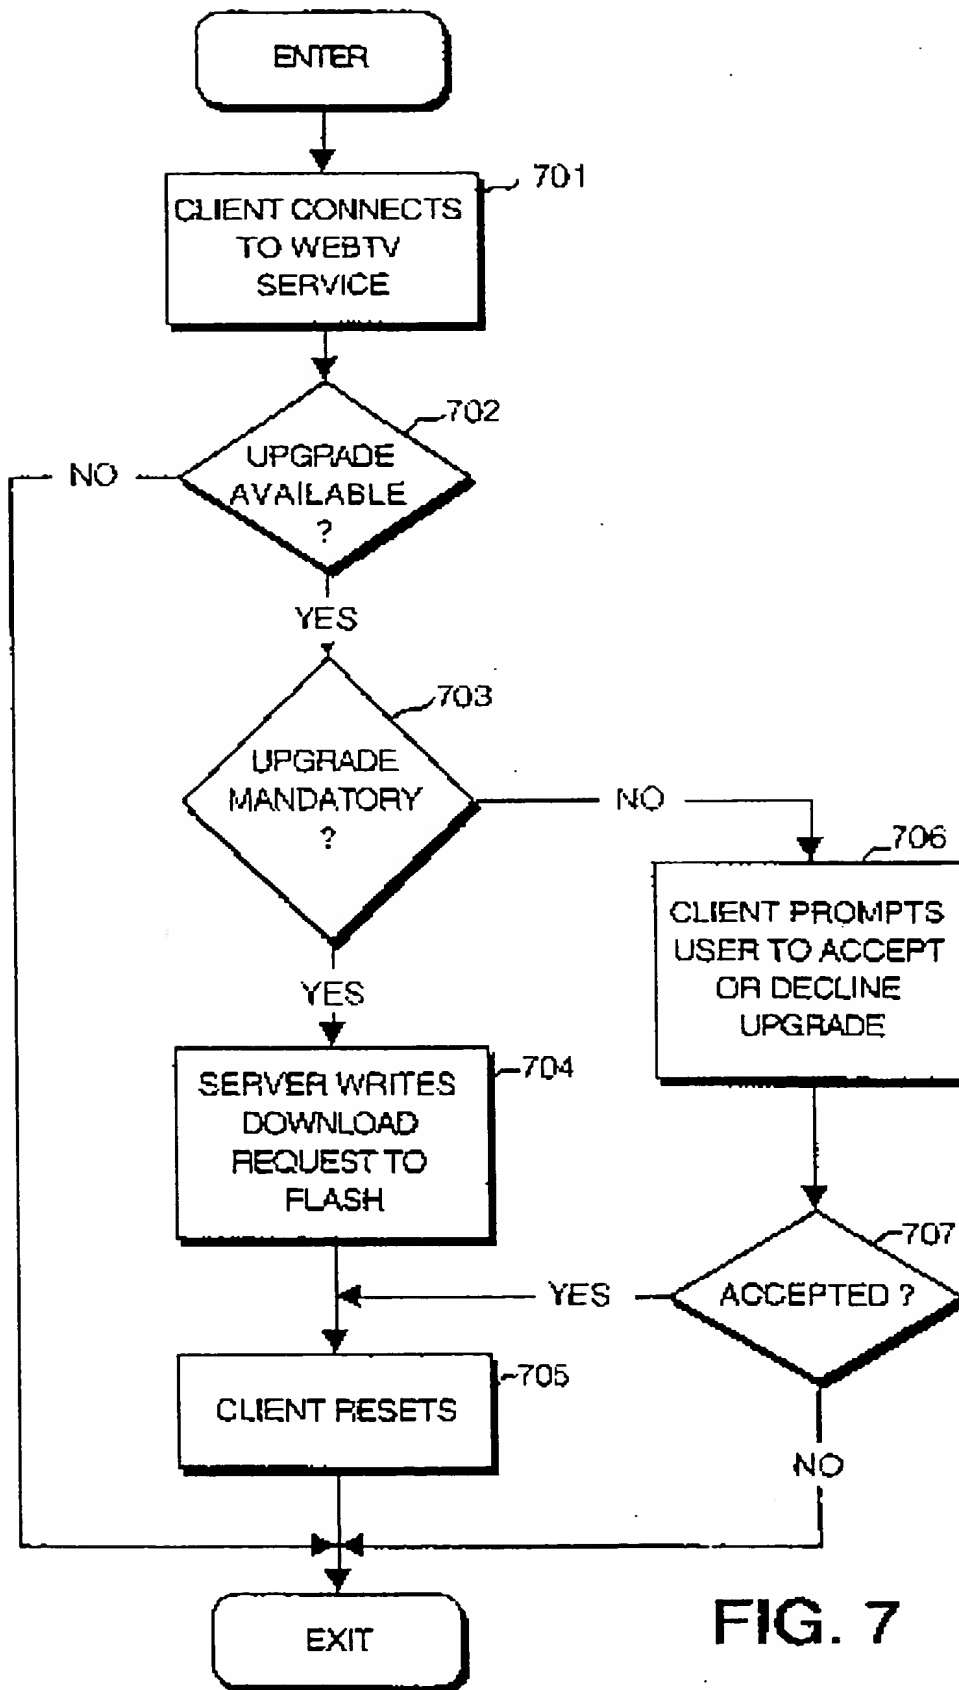 ENTER
701
CLIENT CONNECTS
TO WEBTV
SERVICE
702
UPGRADE
AVAILABLE
?
NO
YES
703
UPGRADE
MANDATORY
?
NO
706
CLIENT PROMPTS
USER TO ACCEPT
OR DECLINE
UPGRADE
YES
704
SERVER WRITES
DOWNLOAD
REQUEST TO
FLASH
707
ACCEPTED ?
YES
705
CLIENT RESETS
NO
EXIT
FIG. 7